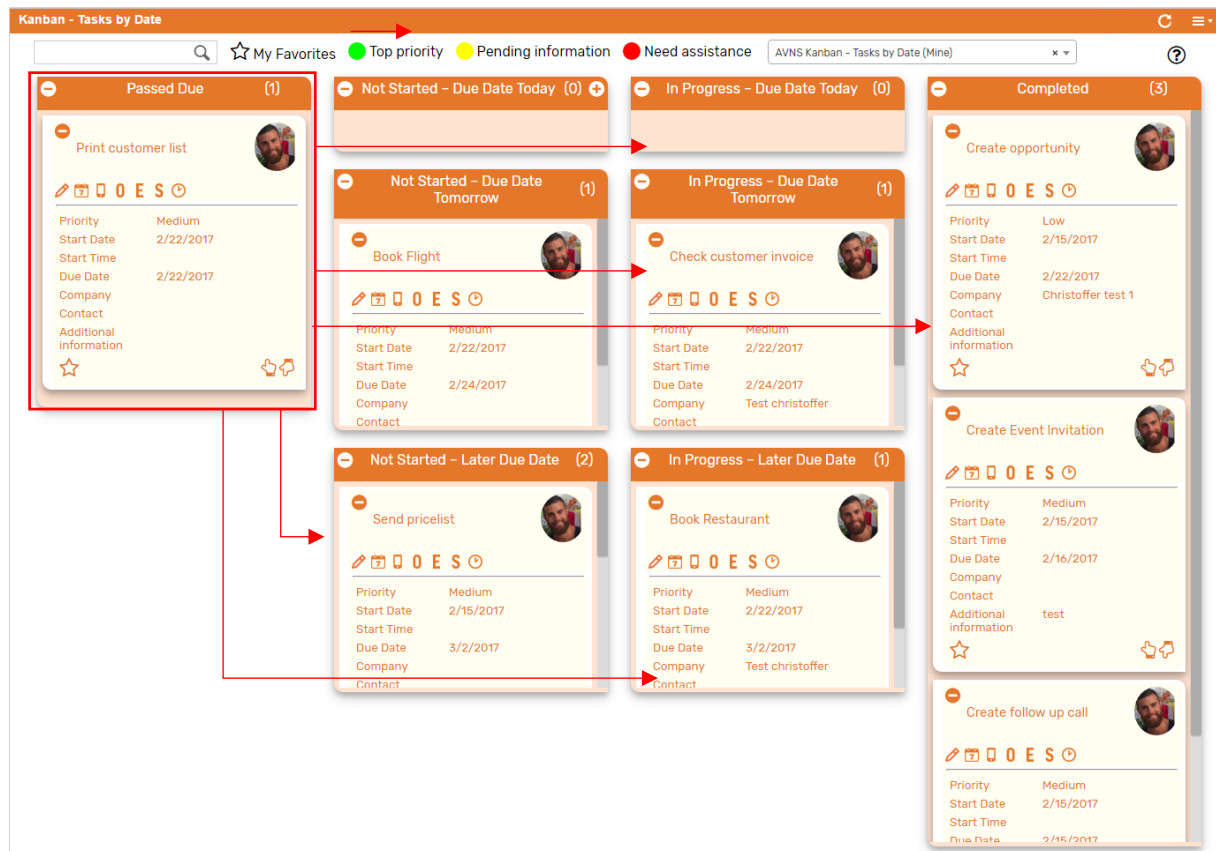 Kanban - Tasks by Date
My Favorites
Top priority
Pending information
Need assistance
AVNS Kanban - Tasks by Date (Mine)
Passed Due (1)
Print customer list
O E S
Priority Medium
Start Date 2/22/2017
Start Time
Due Date 2/22/2017
Company
Contact
Additional
information
Not Started – Due Date Today (0)
Not Started – Due Date
Tomorrow
(1)
Book Flight
O E S
Priority Medium
Start Date 2/22/2017
Start Time
Due Date 2/24/2017
Company
Contact
Not Started – Later Due Date (2)
Send pricelist
O E S
Priority Medium
Start Date 2/15/2017
Start Time
Due Date 3/2/2017
Company
Contact
In Progress – Due Date Today (0)
In Progress – Due Date
Tomorrow
(1)
Check customer invoice
O E S
Priority Medium
Start Date 2/22/2017
Start Time
Due Date 2/24/2017
Company Test christoffer
Contact
In Progress – Later Due Date (1)
Book Restaurant
O E S
Priority Medium
Start Date 2/22/2017
Start Time
Due Date 3/2/2017
Company Test christoffer
Contact
Completed (3)
Create opportunity
O E S
Priority Low
Start Date 2/15/2017
Start Time
Due Date 2/22/2017
Company Christoffer test 1
Contact
Additional
information
Create Event Invitation
O E S
Priority Medium
Start Date 2/15/2017
Start Time
Due Date 2/16/2017
Company
Contact
Additional
information
test
Create follow up call
O E S
Priority Medium
Start Date 2/15/2017
Start Time
Due Date 2/15/2017